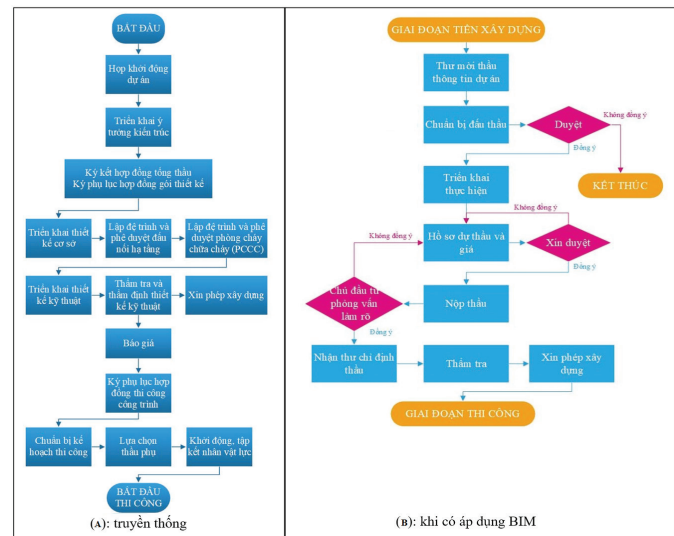 BẮT ĐẦU
Họp khởi động
dự án
Triển khai ý
tưởng kiến trúc
Ký kết hợp đồng tổng thầu
Ký phụ lục hợp đồng gói thiết kế
Triển khai thiết
kế cơ sở
Lập đệ trình và
phê duyệt đấu
nối hạ tầng
Lập đệ trình và phê
duyệt phòng cháy
chữa cháy (PCCC)
Triển khai thiết
kế kỹ thuật
Thẩm tra và
thẩm định thiết
kế kỹ thuật
Xin phép xây dựng
Báo giá
Ký phụ lục hợp
đồng thi công
công trình
Chuẩn bị kế
hoạch thi công
Lựa chọn
thầu phụ
Khởi động, tập
kết nhân vật lực
BẮT ĐẦU
THI CÔNG
(A): truyền thống
GIAI ĐOẠN TIỀN XÂY DỰNG
Thư mời thầu
thông tin dự án
Chuẩn bị đấu thầu
Duyệt
Không đồng ý
Đồng ý
KẾT THÚC
Triển khai
thực hiện
Không đồng ý
Hồ sơ dự thầu và
giá
Xin duyệt
Không đồng ý
Đồng ý
Chủ đầu tư
phỏng vấn
làm rõ
Nộp thầu
Đồng ý
Nhận thư chỉ định
thầu
Thẩm tra
Xin phép xây
dựng
GIAI ĐOẠN THI CÔNG
(B): khi có áp dụng BIM